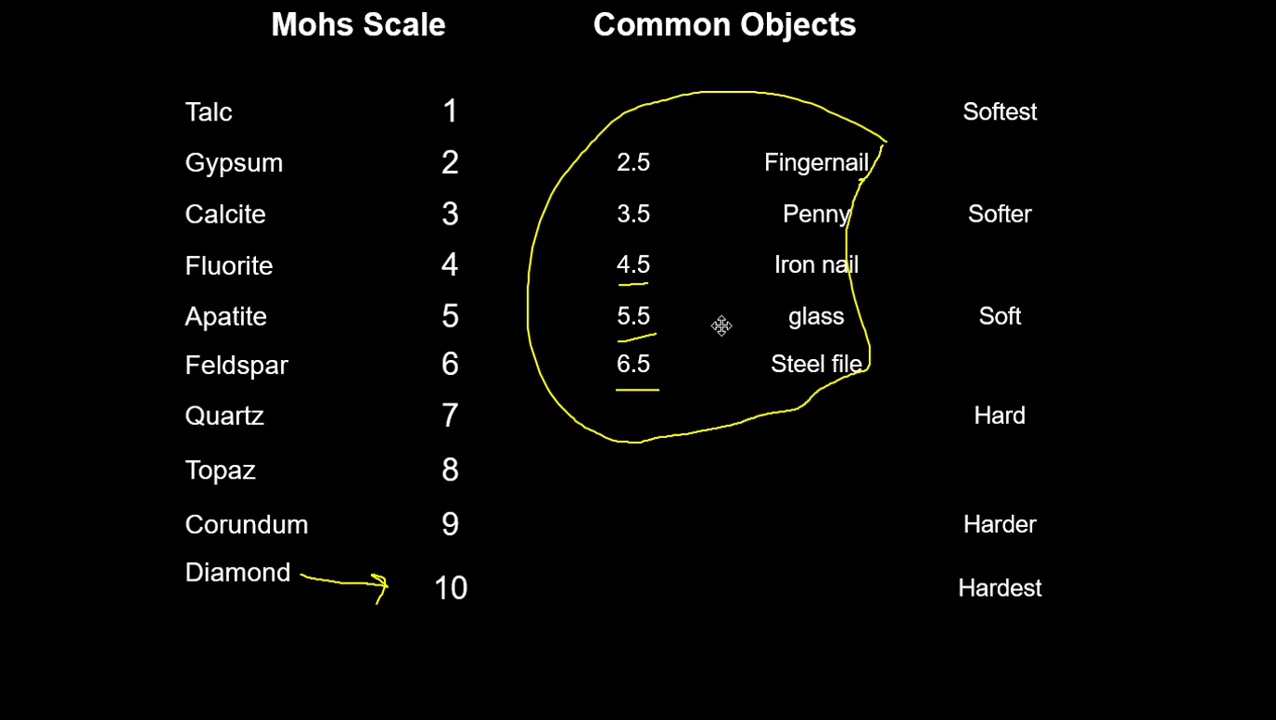 Mohs Scale Common Objects
Talc 1 Softest
Gypsum 2 2.5 Fingernail
Calcite 3 3.5 Penny Softer
Fluorite 4 4.5 Iron nail
Apatite 5 5.5 glass Soft
Feldspar 6 6.5 Steel file
Quartz 7 Hard
Topaz 8
Corundum 9 Harder
Diamond 10 Hardest